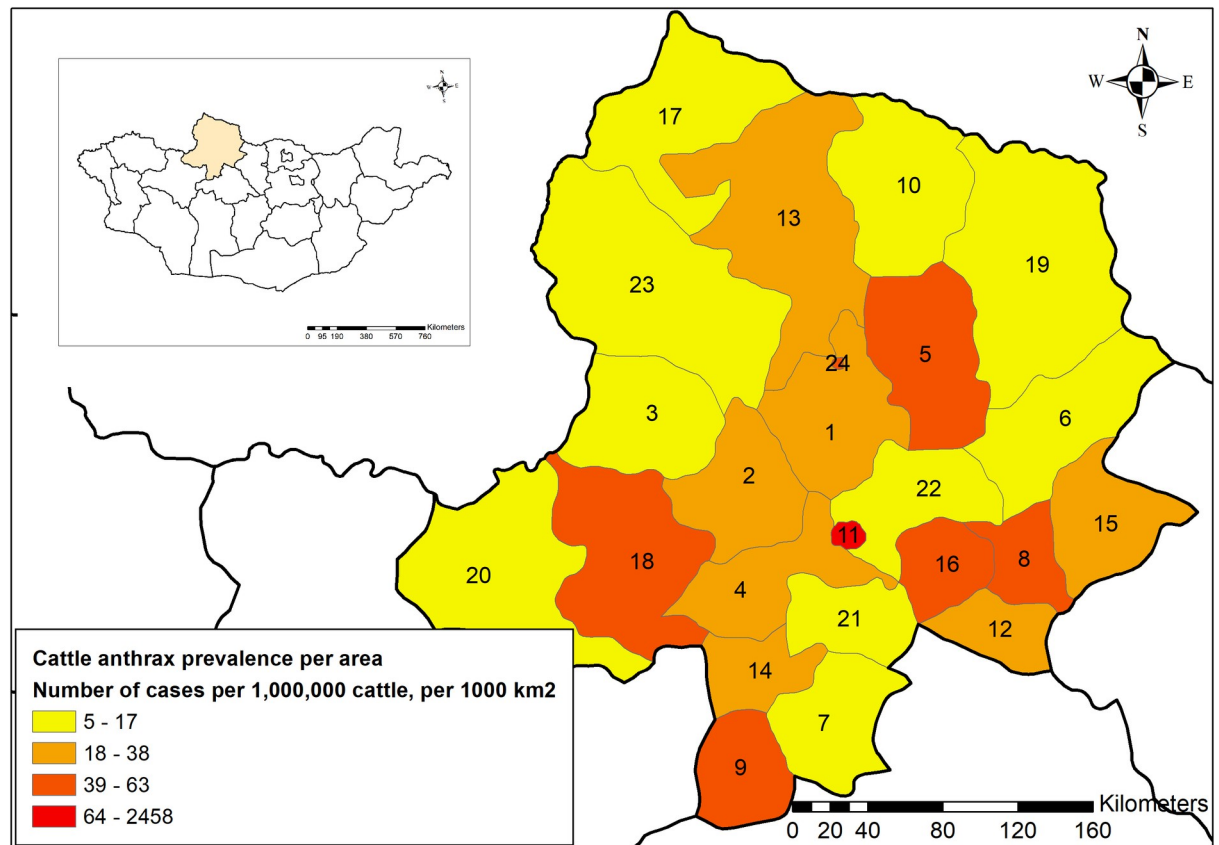 N
W E
S
N
W E
S
Kilometers
0 95 190 380 570 760
17
10
13
19
23
24
5
3
1
6
2
22
15
11
18
16
8
20
4
21
12
14
7
9
Cattle anthrax prevalence per area
Number of cases per 1,000,000 cattle, per 1000 km2
5 - 17
18 - 38
39 - 63
64 - 2458
Kilometers
0 20 40 80 120 160